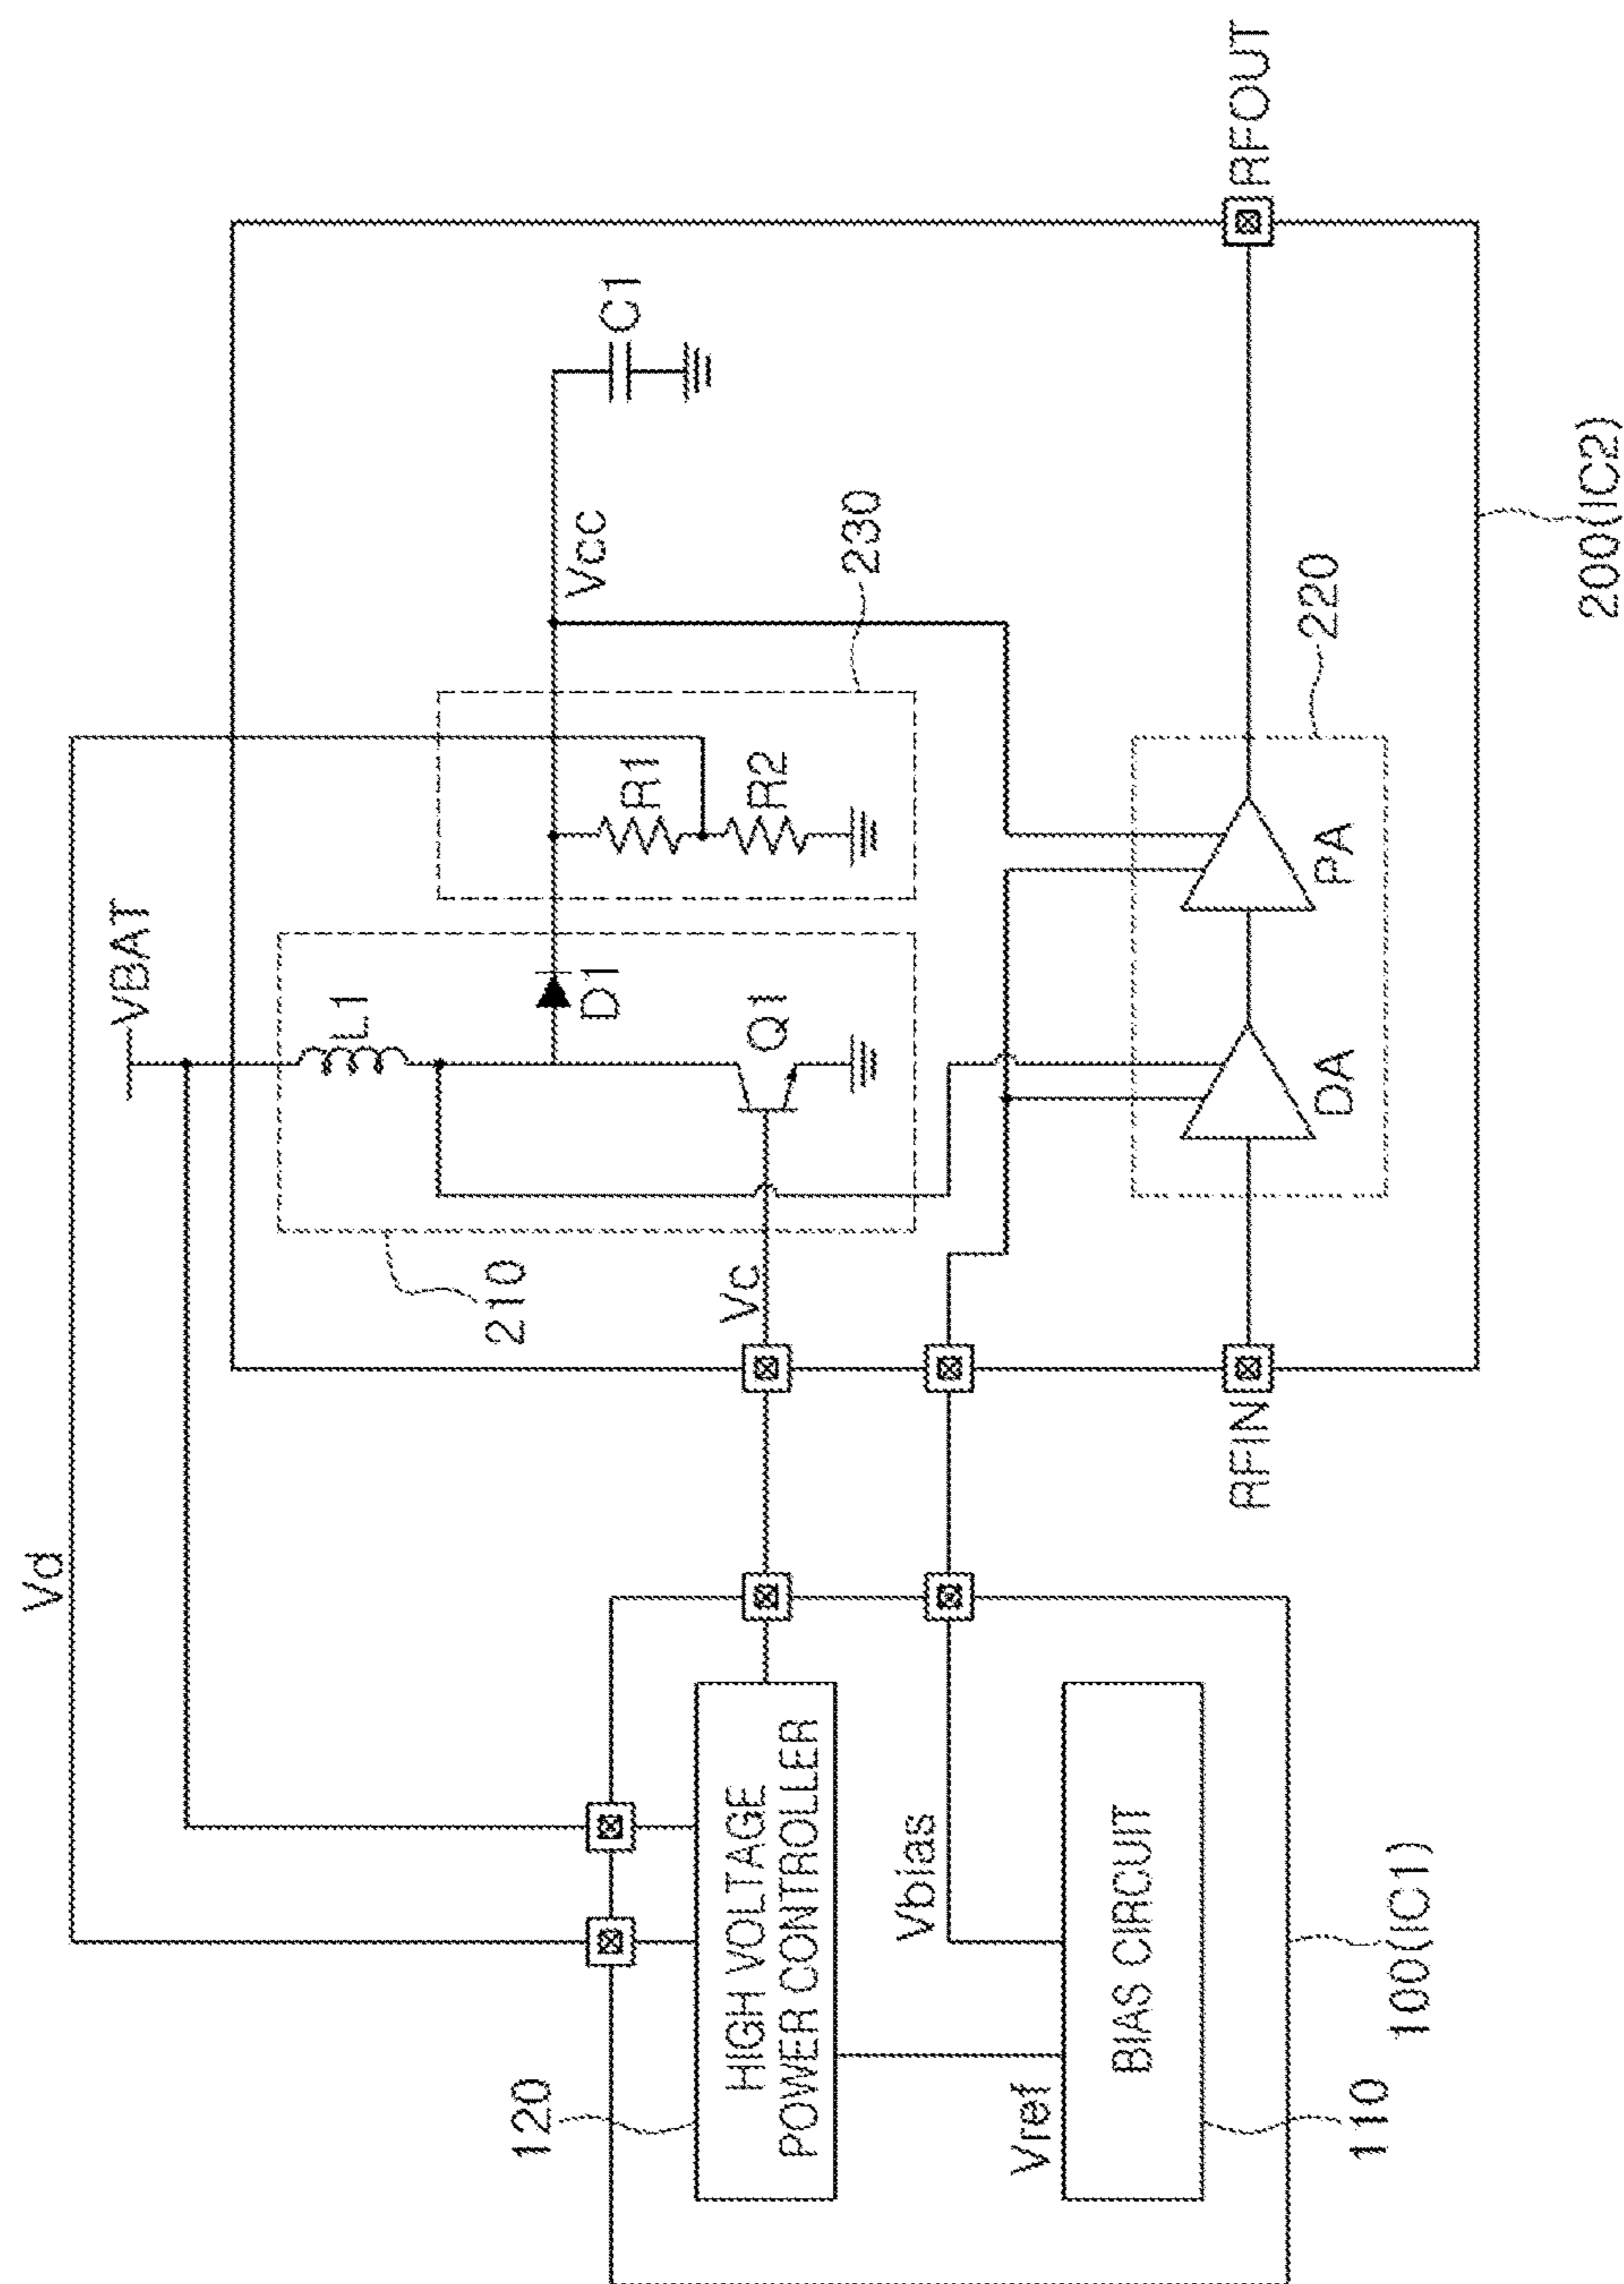 Vd
VBAT
L1
D1
Q1
R1
R2
Vcc
C1
210
230
Vc
120
HIGH VOLTAGE
POWER CONTROLLER
Vbias
Vref
BIAS CIRCUIT
110
100(IC1)
RFIN
DA
PA
220
RFOUT
200(IC2)